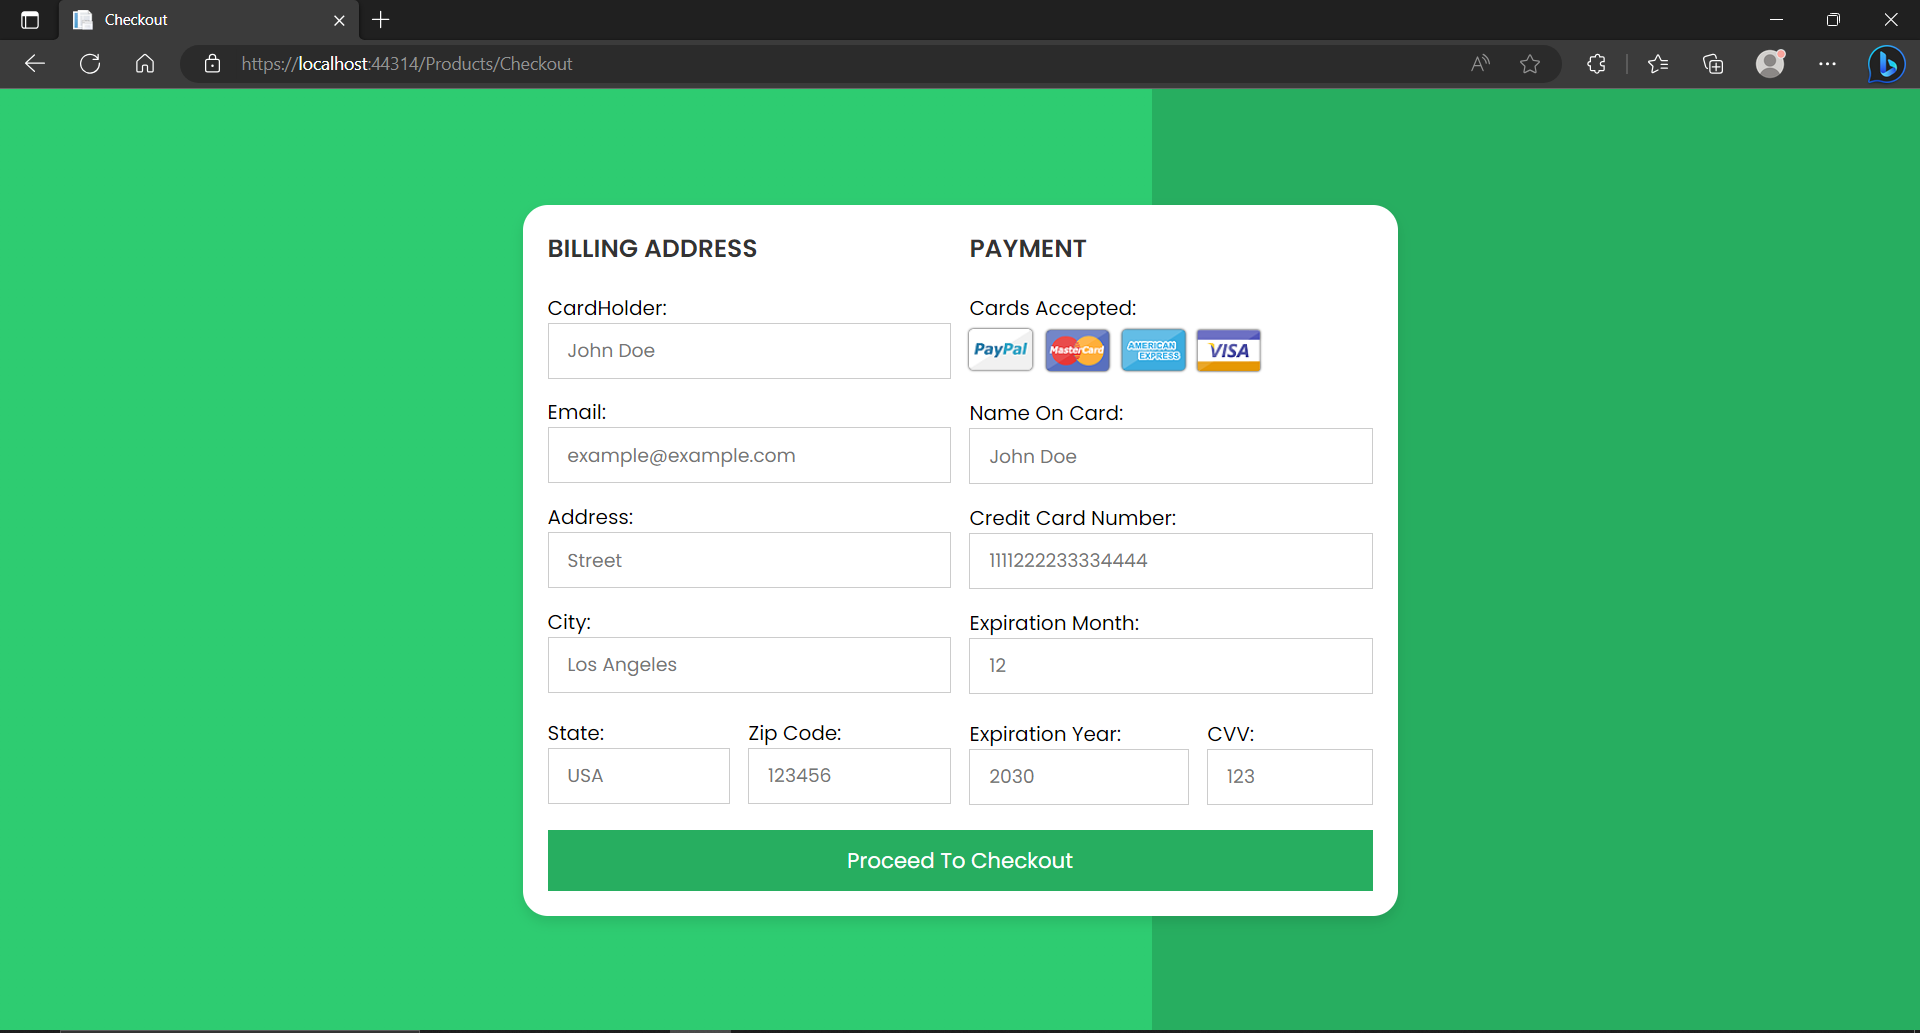 Checkout
https://localhost:44314/Products/Checkout
BILLING ADDRESS
CardHolder:
John Doe
Email:
example@example.com
Address:
Street
City:
Los Angeles
State:
Zip Code:
USA
123456
PAYMENT
Cards Accepted:
PayPal MasterCard AMERICAN EXPRESS VISA
Name On Card:
John Doe
Credit Card Number:
1111222233334444
Expiration Month:
12
Expiration Year:
CVV:
2030
123
Proceed To Checkout